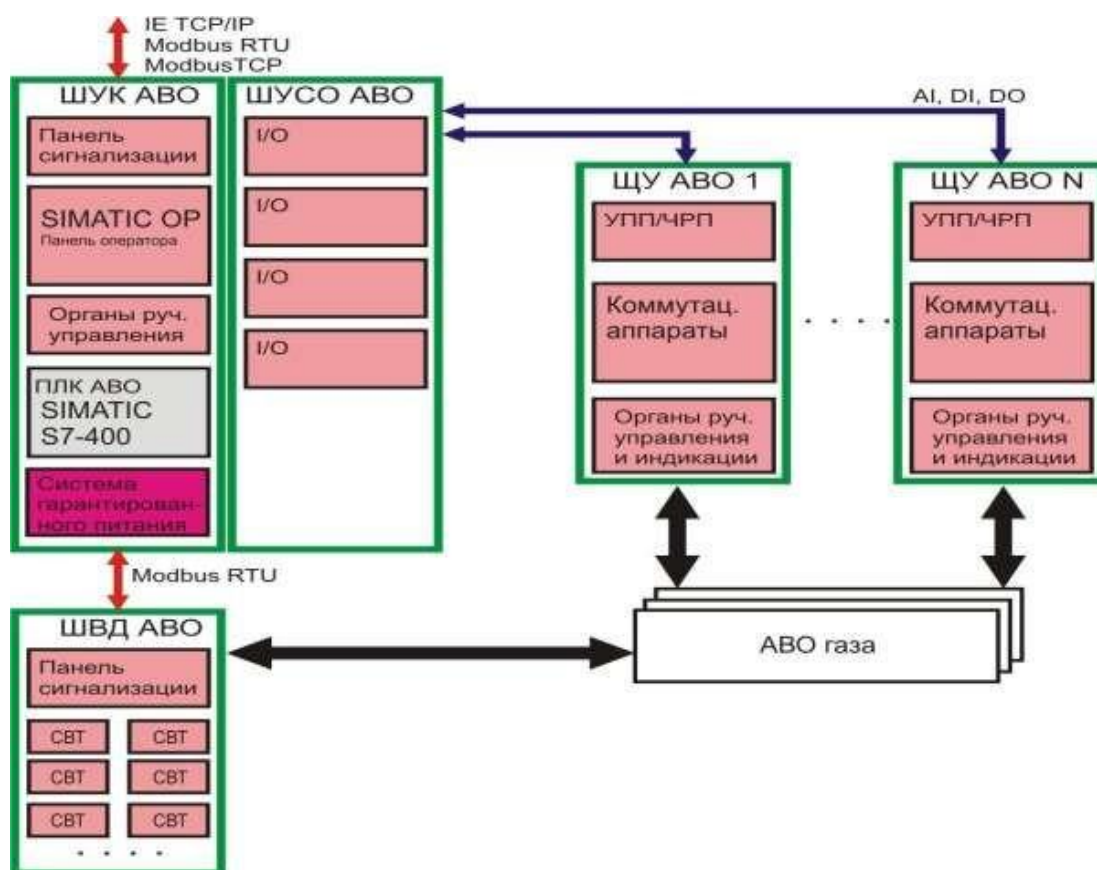 IE TCP/IP
Modbus RTU
ModbusTCP
ШУК АВО
Панель
сигнализации
SIMATIC OP
Панель оператора
Органы руч.
управления
ПЛК АВО
SIMATIC
S7-400
Система
гарантирован-
ного питания
ШУСО АВО
I/O
I/O
I/O
I/O
AI, DI, DO
ЩУ АВО 1
УПП/ЧРП
Коммутац.
аппараты
Органы руч.
управления
и индикации
. . . .
ЩУ АВО N
УПП/ЧРП
Коммутац.
аппараты
Органы руч.
управления
и индикации
Modbus RTU
ШВД АВО
Панель
сигнализации
СВТ СВТ
СВТ СВТ
СВТ СВТ
. . . .
АВО газа